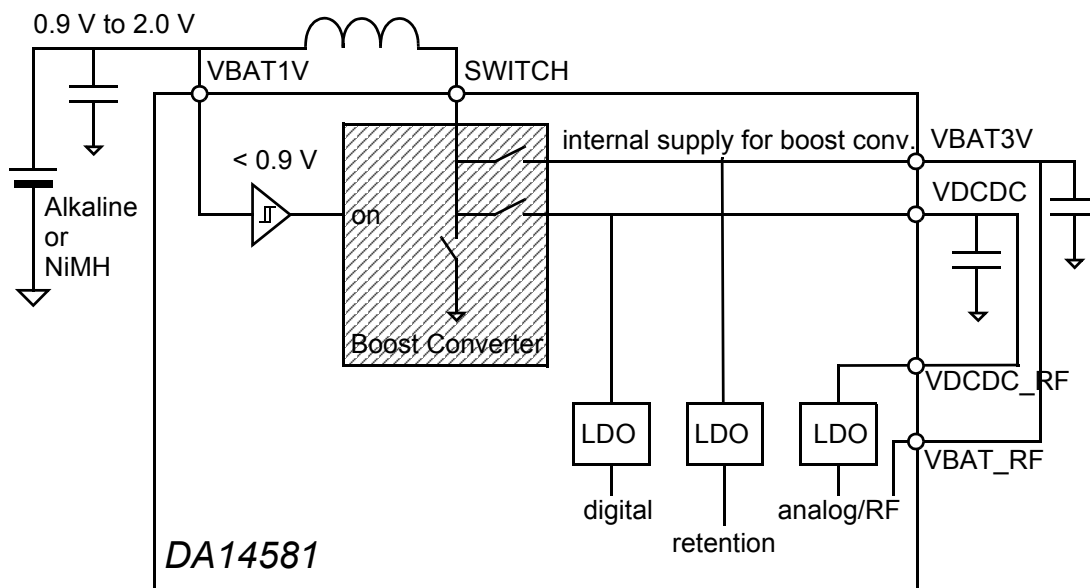 0.9 V to 2.0 V
VBAT1V
SWITCH
internal supply for boost conv.
VBAT3V
< 0.9 V
VDCDC
Alkaline
or
NiMH
on
Boost Converter
VDCDC_RF
LDO
LDO
LDO
VBAT_RF
digital
analog/RF
retention
DA14581